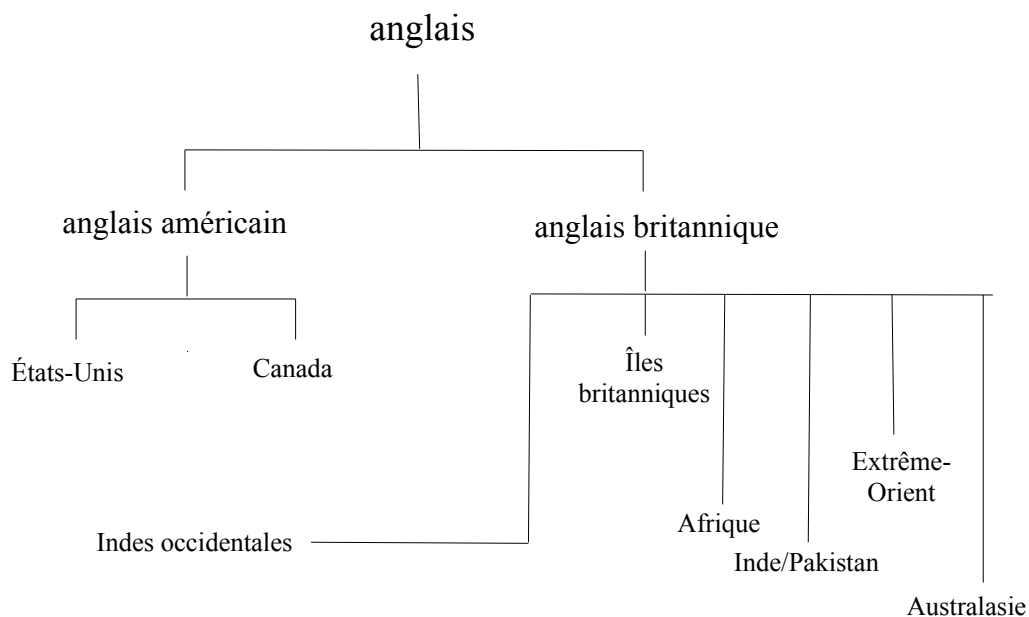 anglais
anglais américain
anglais britannique
États-Unis
Canada
Îles
britanniques
Extrême-
Orient
Afrique
Indes occidentales
Inde/Pakistan
Australasie